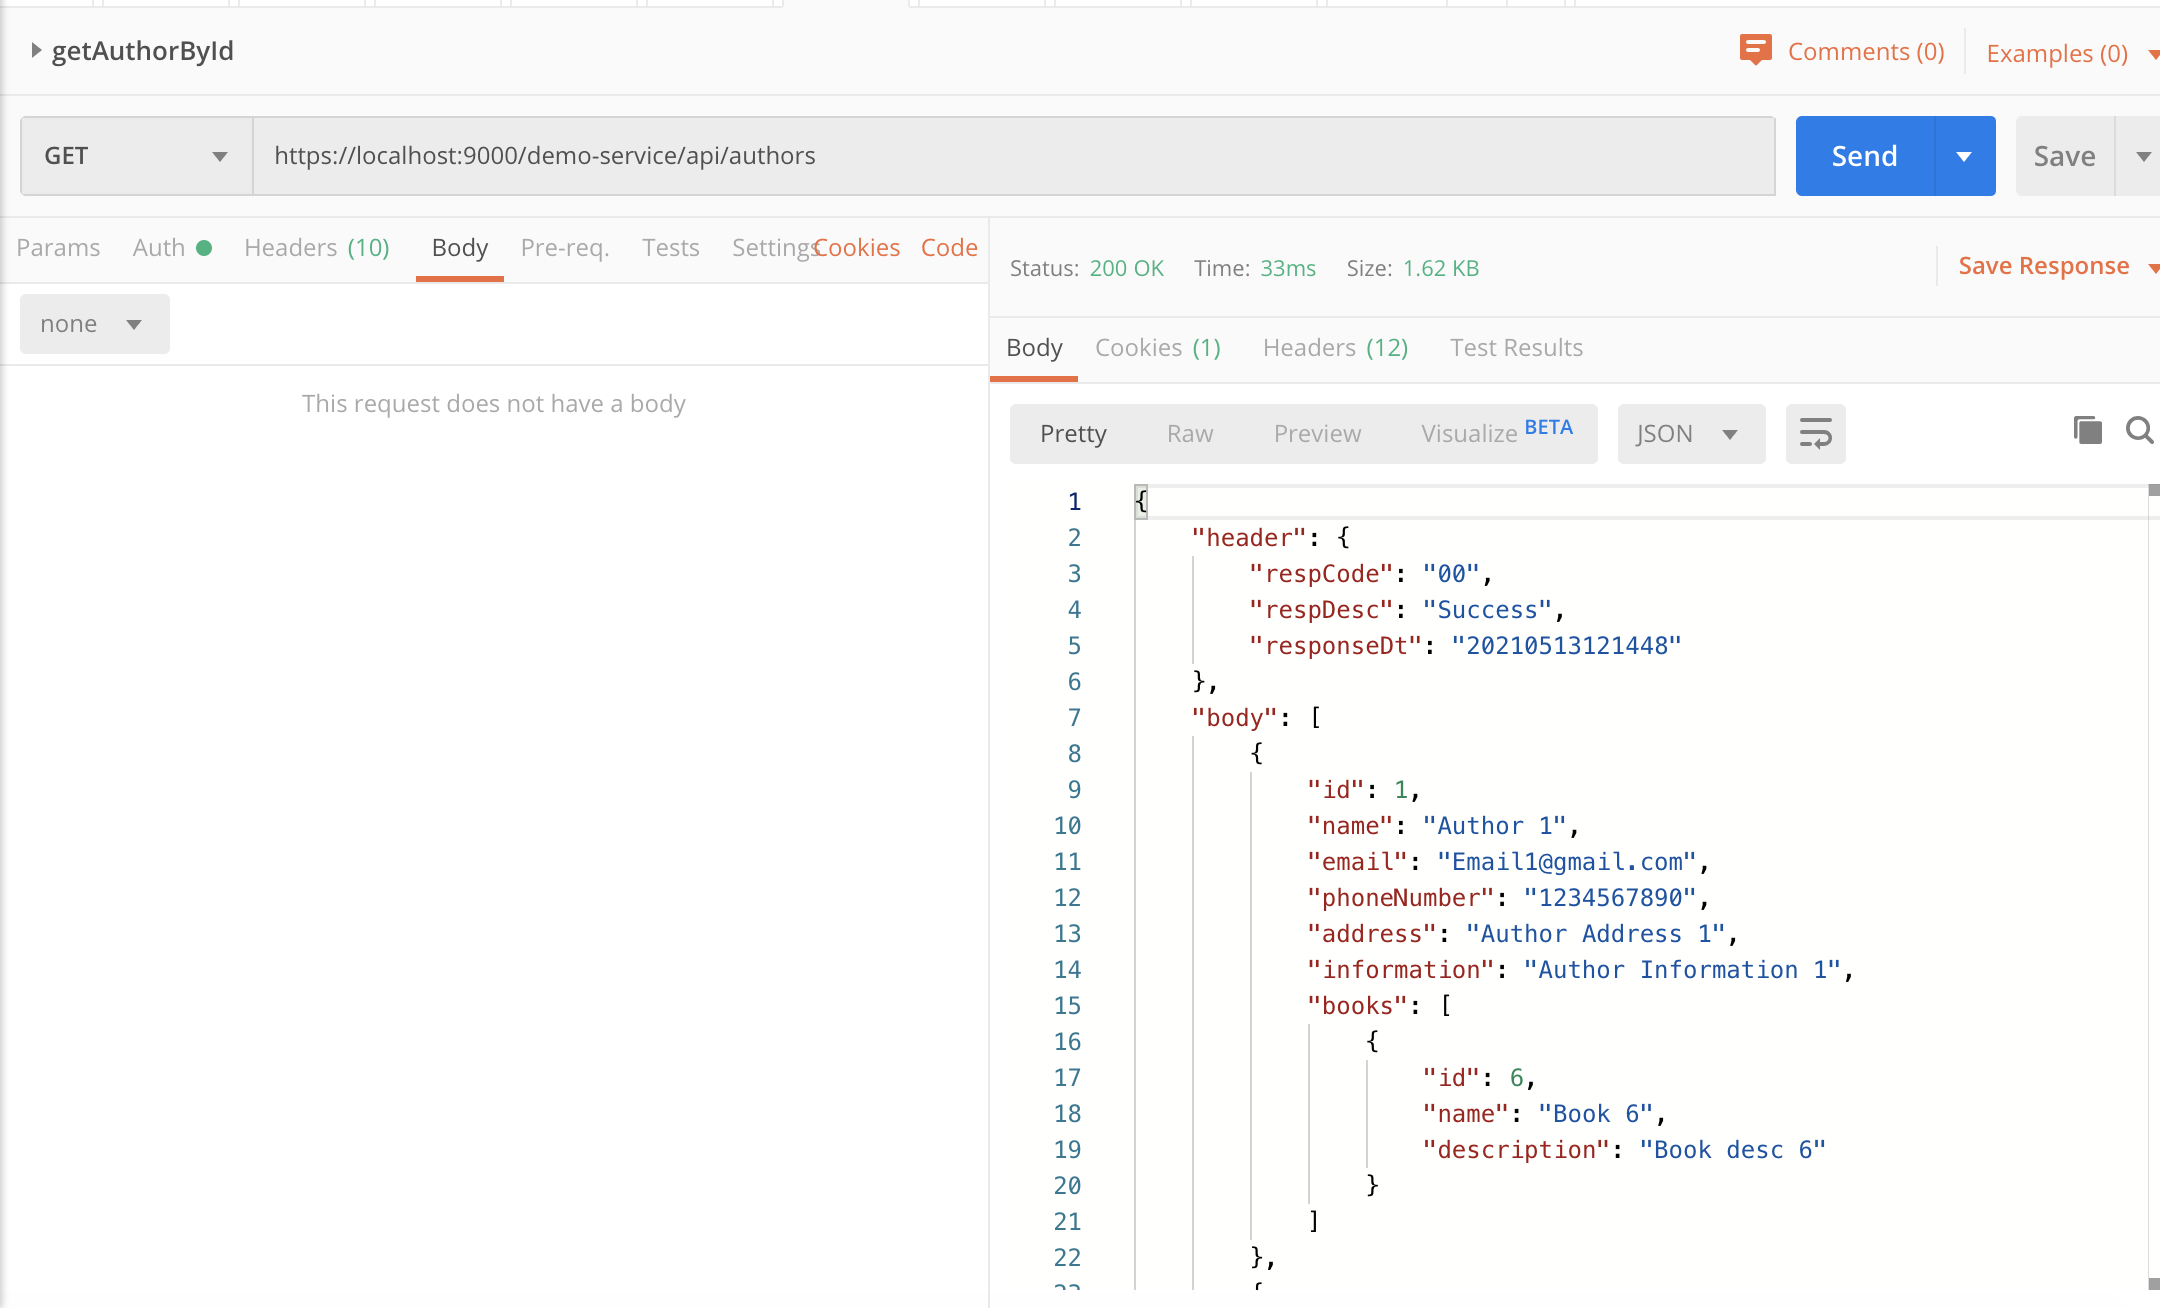 getAuthorById
Comments (0)
Examples (0)
GET
https://localhost:9000/demo-service/api/authors
Send
Save
Params
Auth
Headers (10)
Body
Pre-req.
Tests
Settings
Cookies
Code
none
This request does not have a body
Status: 200 OK
Time: 33ms
Size: 1.62 KB
Save Response
Body
Cookies (1)
Headers (12)
Test Results
Pretty
Raw
Preview
Visualize BETA
JSON
1 {
2 "header": {
3 "respCode": "00",
4 "respDesc": "Success",
5 "responseDt": "20210513121448"
6 },
7 "body": [
8 {
9 "id": 1,
10 "name": "Author 1",
11 "email": "Email1@gmail.com",
12 "phoneNumber": "1234567890",
13 "address": "Author Address 1",
14 "information": "Author Information 1",
15 "books": [
16 {
17 "id": 6,
18 "name": "Book 6",
19 "description": "Book desc 6"
20 }
21 ]
22 },